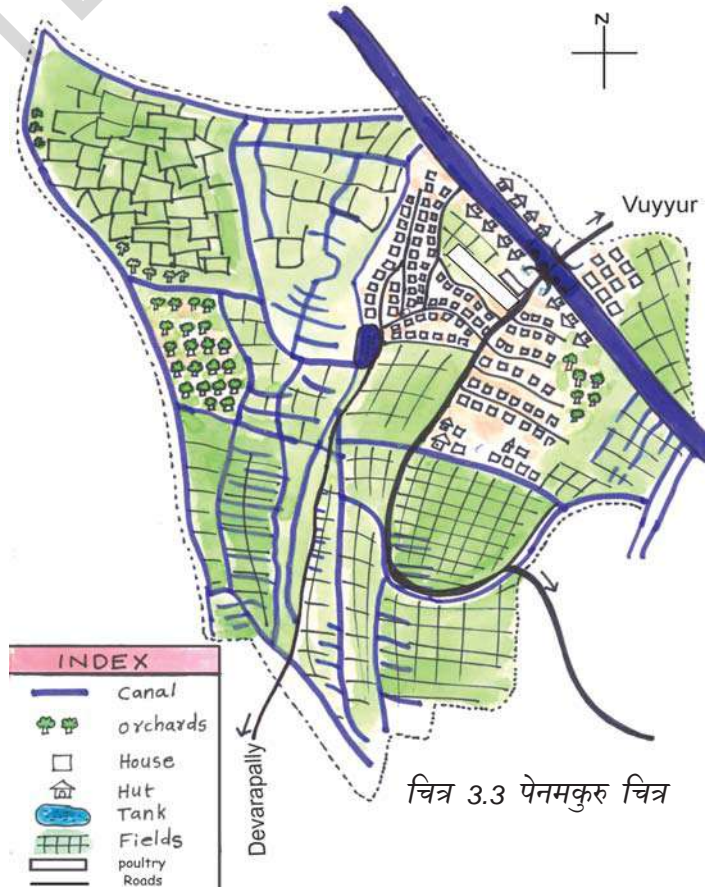 N
Vuyyur
Devarapally
INDEX
Canal
Orchards
House
Hut
Tank
Fields
poultry
Roads
चित्र 3.3 पेनमकुरु चित्र